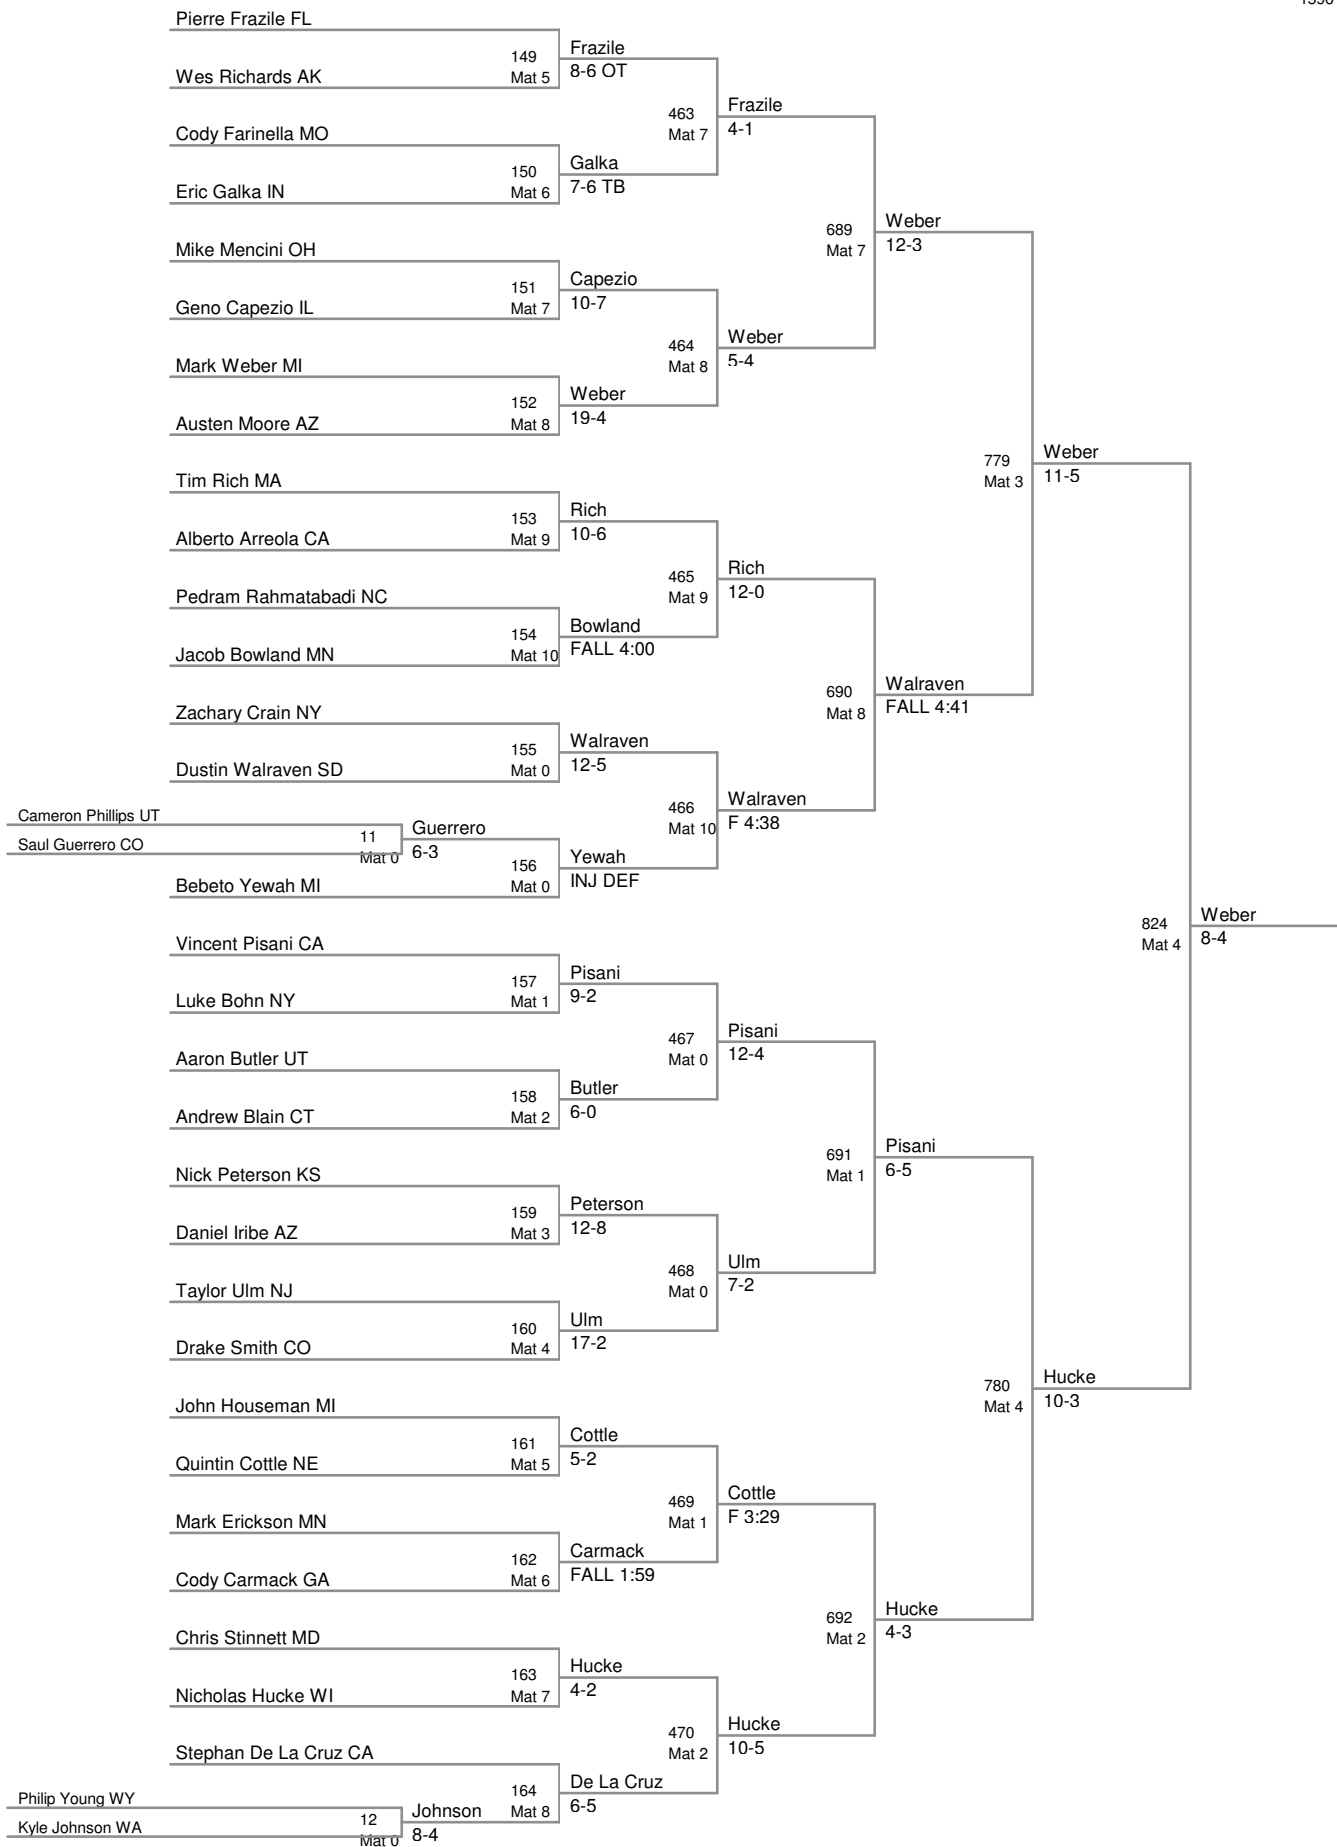 Pierre Frazile FL
149
Mat 5
Frazile
8-6 OT
Wes Richards AK
463
Mat 7
Frazile
4-1
Cody Farinella MO
150
Mat 6
Galka
7-6 TB
Eric Galka IN
689
Mat 7
Weber
12-3
Mike Mencini OH
151
Mat 7
Capezio
10-7
Geno Capezio IL
464
Mat 8
Weber
5-4
Mark Weber MI
152
Mat 8
Weber
19-4
Austen Moore AZ
779
Mat 3
Weber
11-5
Tim Rich MA
153
Mat 9
Rich
10-6
Alberto Arreola CA
465
Mat 9
Rich
12-0
Pedram Rahmatabadi NC
154
Mat 10
Bowland
FALL 4:00
Jacob Bowland MN
690
Mat 8
Walraven
FALL 4:41
Zachary Crain NY
155
Mat 0
Walraven
12-5
Dustin Walraven SD
466
Mat 10
Walraven
F 4:38
Cameron Phillips UT
11
Mat 0
Guerrero
6-3
Saul Guerrero CO
156
Mat 0
Yewah
INJ DEF
Bebeto Yewah MI
824
Mat 4
Weber
8-4
Vincent Pisani CA
157
Mat 1
Pisani
9-2
Luke Bohn NY
467
Mat 0
Pisani
12-4
Aaron Butler UT
158
Mat 2
Butler
6-0
Andrew Blain CT
691
Mat 1
Pisani
6-5
Nick Peterson KS
159
Mat 3
Peterson
12-8
Daniel Iribe AZ
468
Mat 0
Ulm
7-2
Taylor Ulm NJ
160
Mat 4
Ulm
17-2
Drake Smith CO
780
Mat 4
Hucke
10-3
John Houseman MI
161
Mat 5
Cottle
5-2
Quintin Cottle NE
469
Mat 1
Cottle
F 3:29
Mark Erickson MN
162
Mat 6
Carmack
FALL 1:59
Cody Carmack GA
692
Mat 2
Hucke
4-3
Chris Stinnett MD
163
Mat 7
Hucke
4-2
Nicholas Hucke WI
470
Mat 2
Hucke
10-5
Stephan De La Cruz CA
164
Mat 8
De La Cruz
6-5
Philip Young WY
12
Mat 0
Johnson
8-4
Kyle Johnson WA